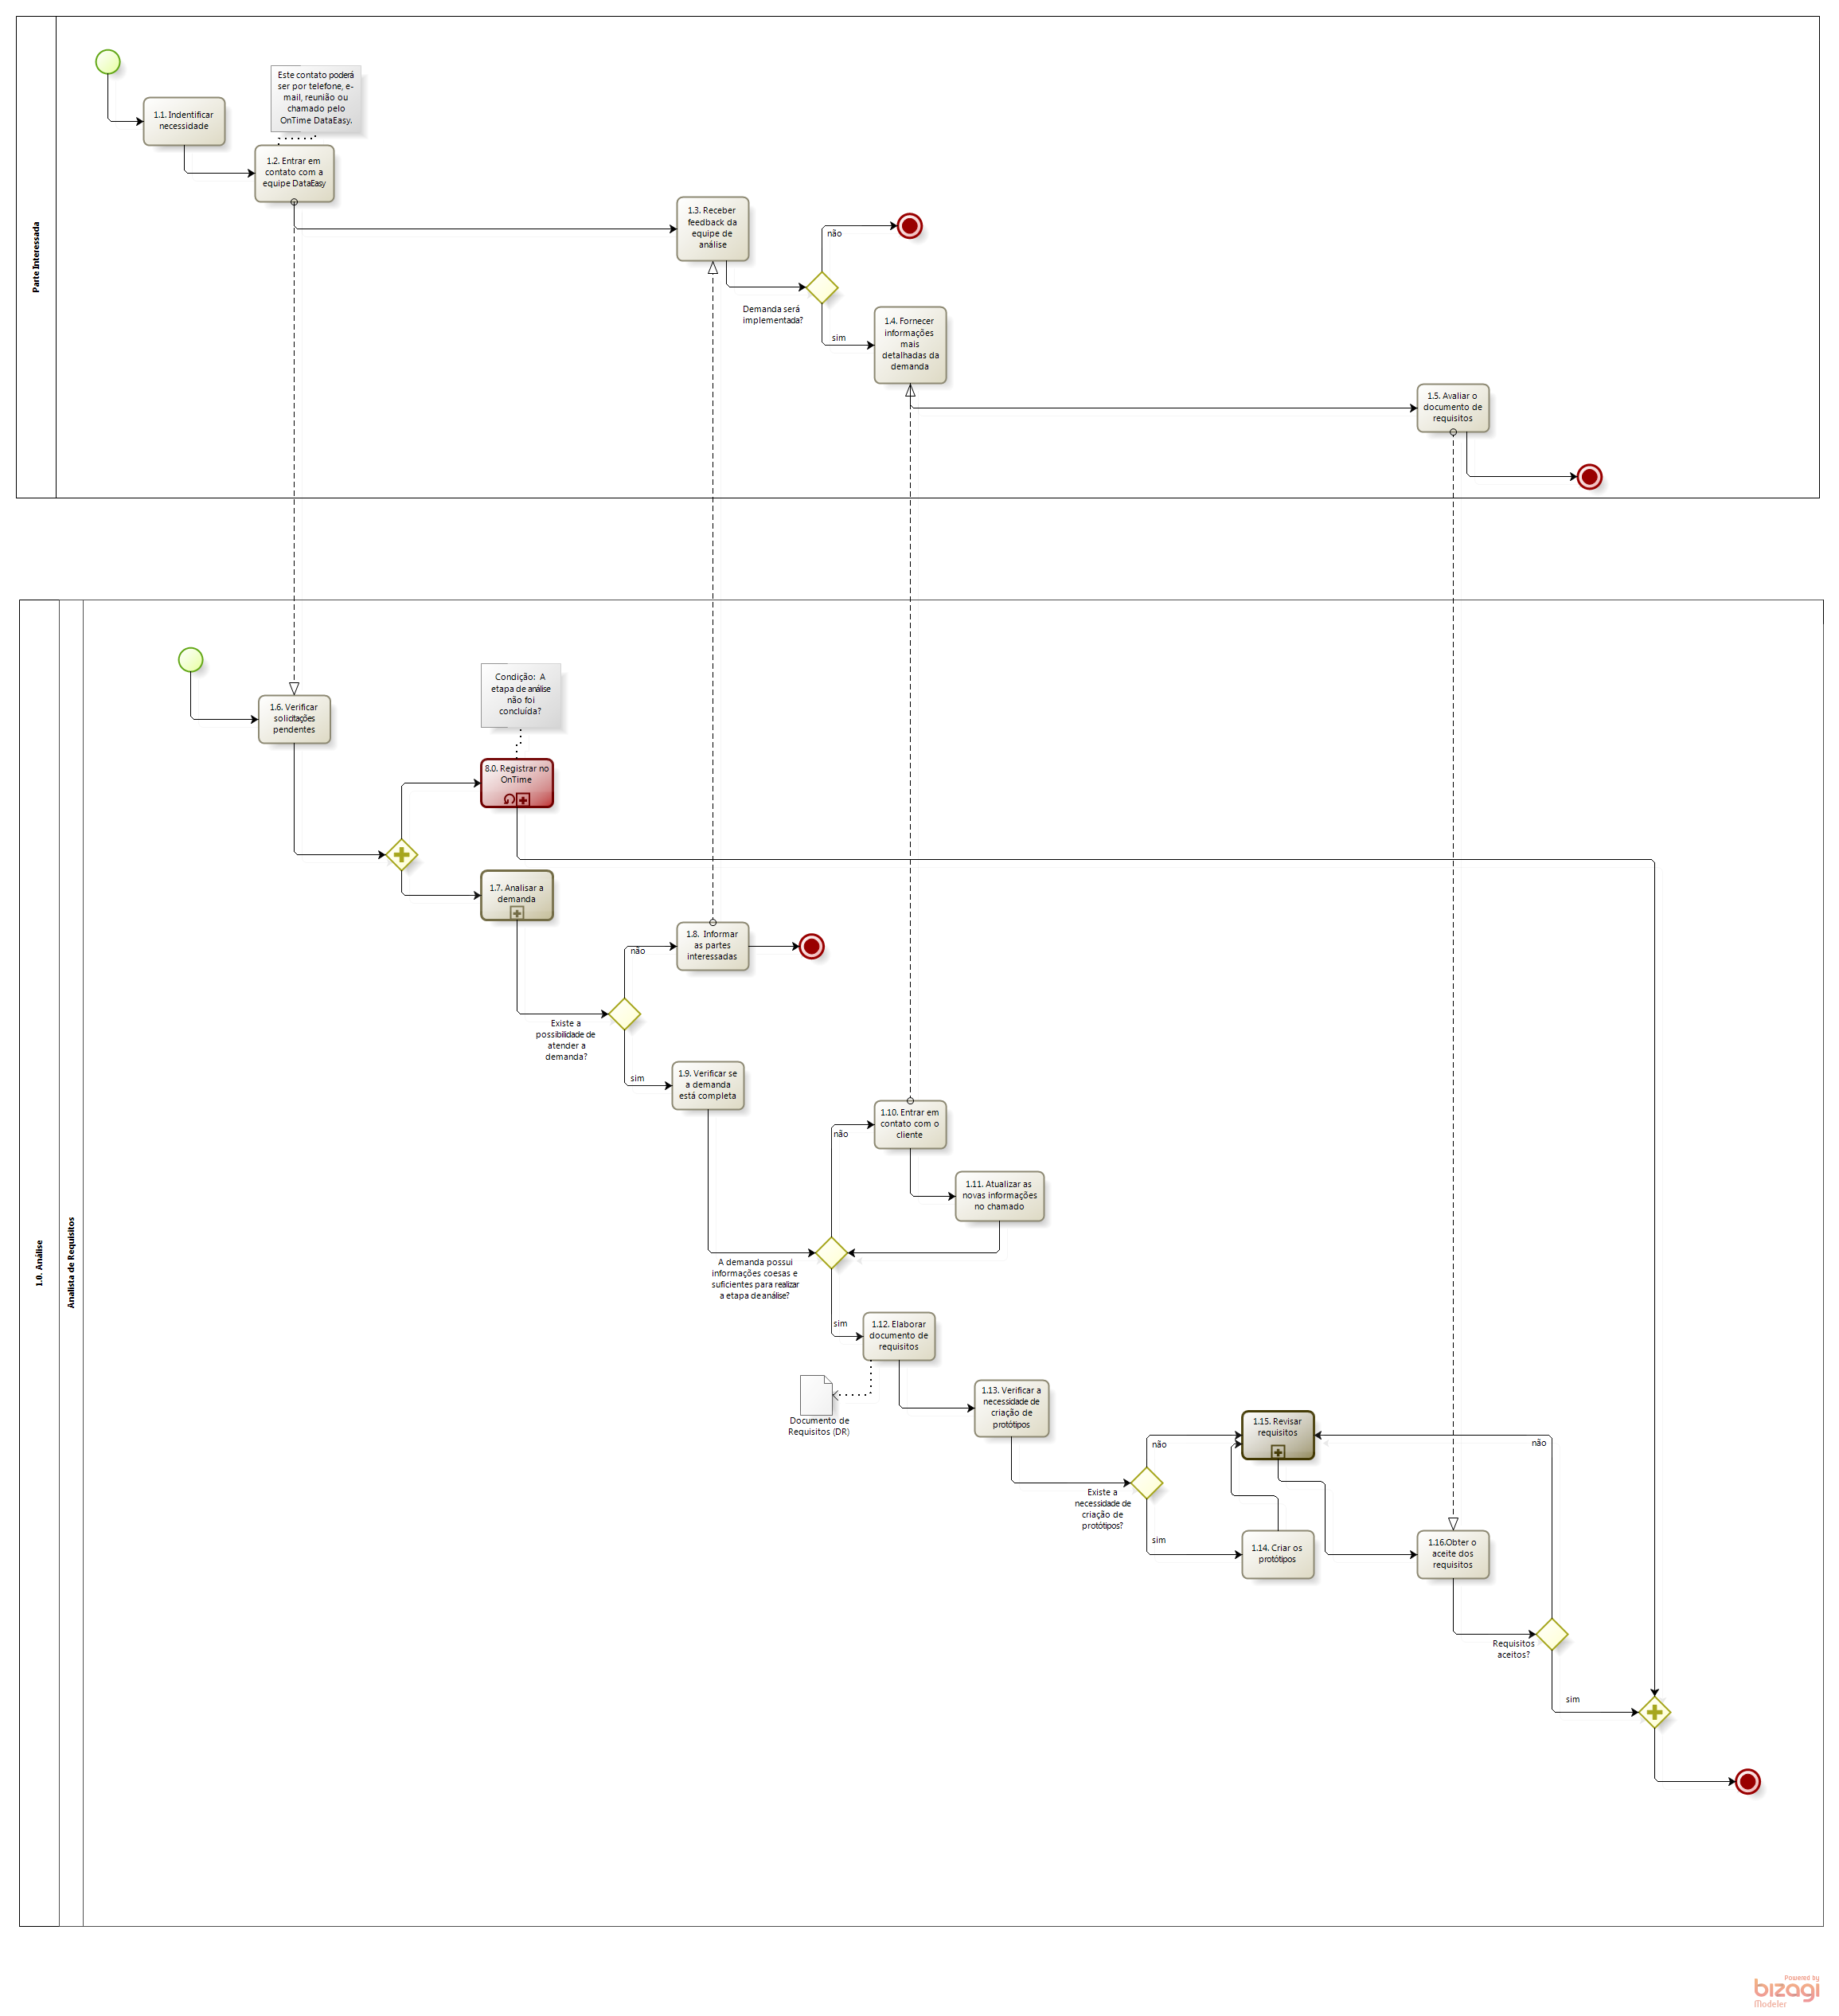 Parte Interessada
1.1. Indentificar
necessidade
Este contato poderá
ser por telefone, e-
mail, reunião ou
chamado pelo
OnTime DataEasy.
1.2. Entrar em
contato com a
equipe DataEasy
1.3. Receber
feedback da
equipe de
análise
não
Demanda será
implementada?
sim
1.4. Fornecer
informações
mais
detalhadas da
demanda
1.5. Avaliar o
documento de
requisitos
1.0. Análise
Analista de Requisitos
1.6. Verificar
solicitações
pendentes
Condição: A
etapa de análise
não foi
concluída?
8.0. Registrar no
OnTime
1.7. Analisar a
demanda
não
1.8. Informar
as partes
interessadas
Existe a
possibilidade de
atender a
demanda?
sim
1.9. Verificar se
a demanda
está completa
não
1.10. Entrar em
contato com o
cliente
1.11. Atualizar as
novas informações
no chamado
A demanda possui
informações coesas e
suficientes para realizar
a etapa de análise?
sim
1.12. Elaborar
documento de
requisitos
Documento de
Requisitos (DR)
1.13. Verificar a
necessidade de
criação de
protótipos
não
Existe a
necessidade de
criação de
protótipos?
sim
1.15. Revisar
requisitos
não
1.14. Criar os
protótipos
1.16.Obter o
aceite dos
requisitos
Requisitos
aceitos?
sim
Powered by
bizagi
Modeler